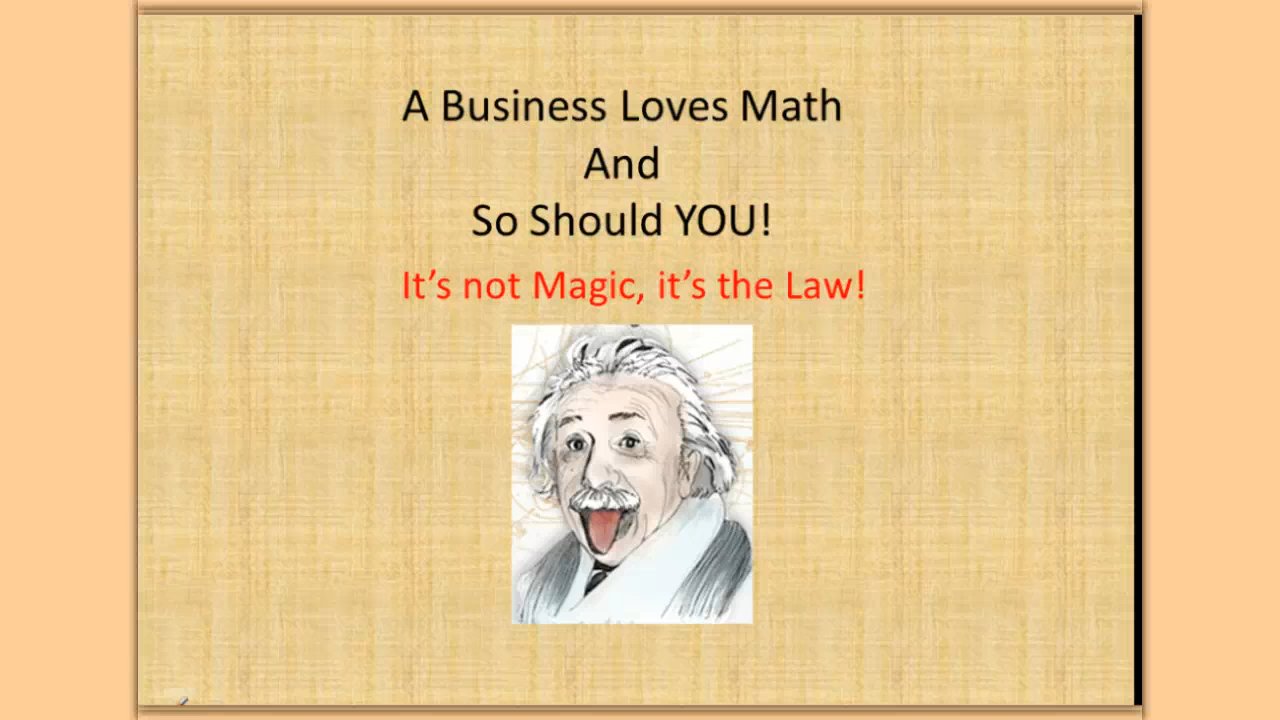 A Business Loves Math
And
So Should YOU!
It’s not Magic, it’s the Law!